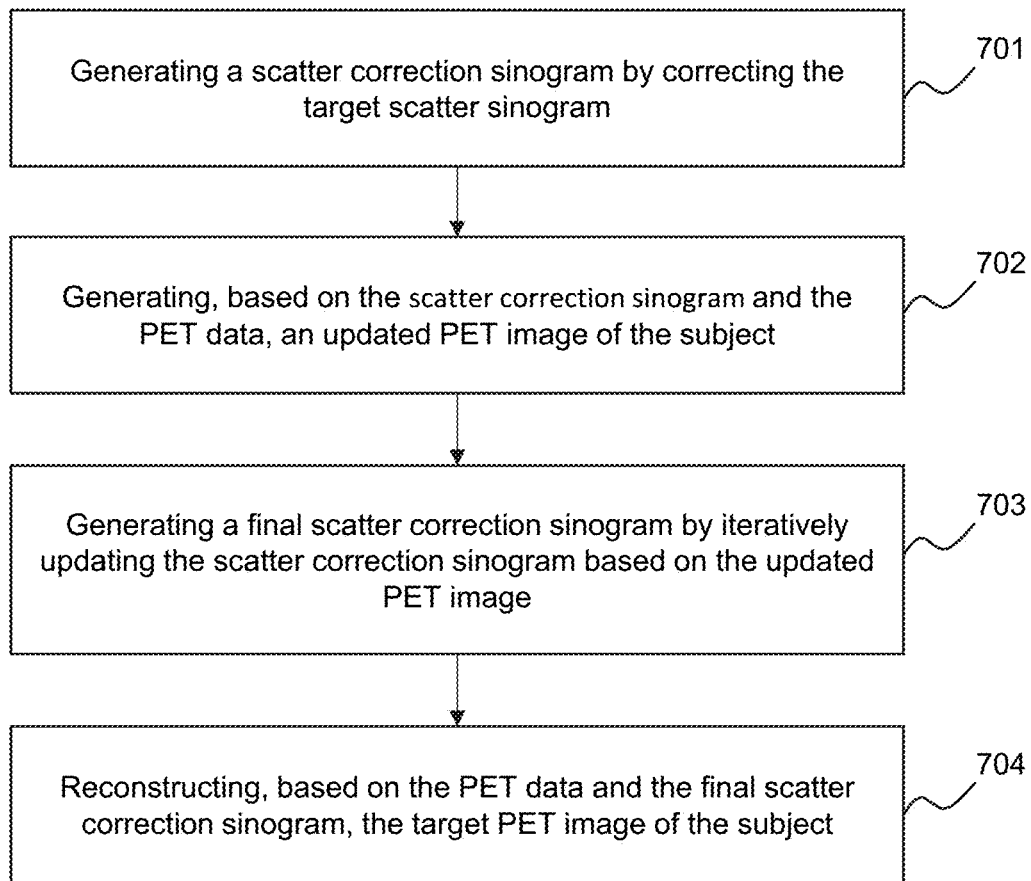 Generating a scatter correction sinogram by correcting the
target scatter sinogram
701
Generating, based on the scatter correction sinogram and the
PET data, an updated PET image of the subject
702
Generating a final scatter correction sinogram by iteratively
updating the scatter correction sinogram based on the updated
PET image
703
Reconstructing, based on the PET data and the final scatter
correction sinogram, the target PET image of the subject
704